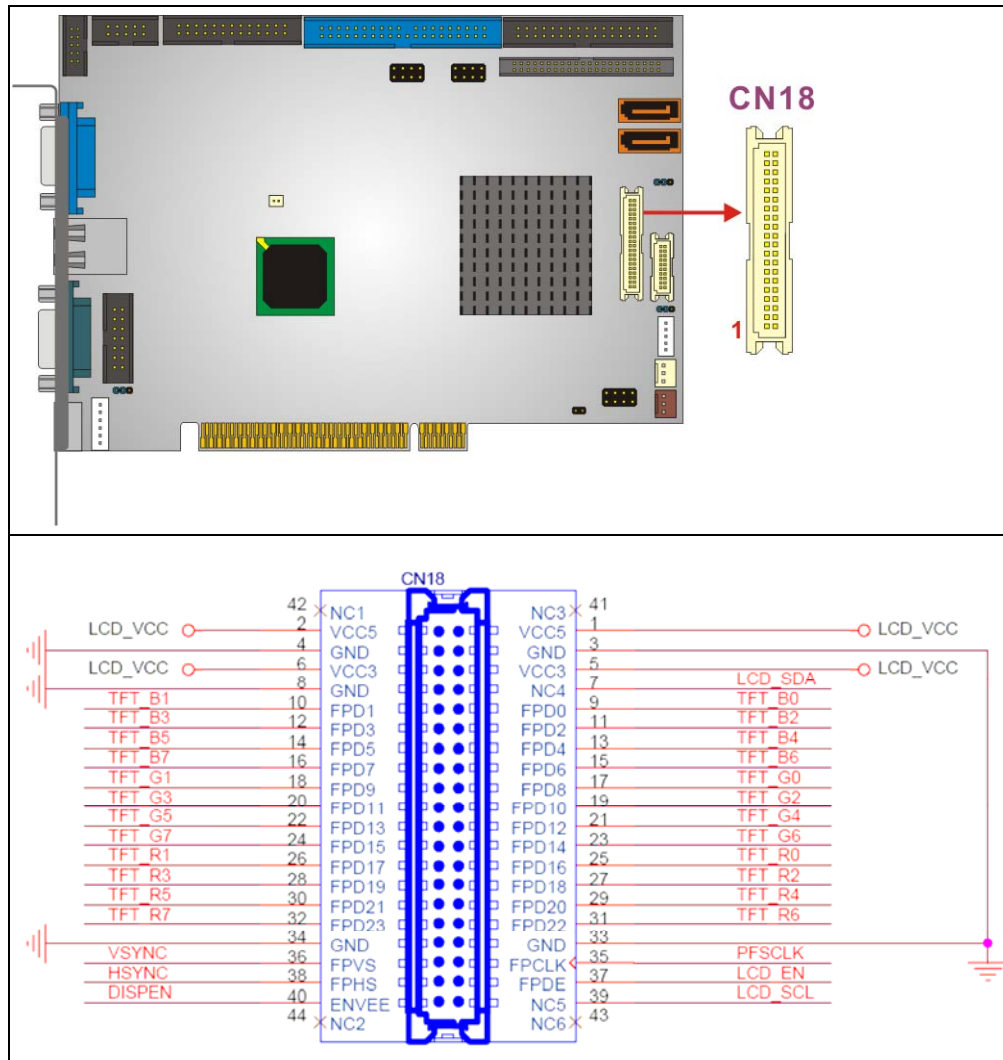 CN18
1
CN18
42 NC1 NC3 41
LCD_VCC 2 VCC5 VCC5 1 LCD_VCC
4 GND GND 3
LCD_VCC 6 VCC3 VCC3 5 LCD_VCC
8 GND NC4 7 LCD_SDA
TFT_B1 10 FPD1 FPD0 9 TFT_B0
TFT_B3 12 FPD3 FPD2 11 TFT_B2
TFT_B5 14 FPD5 FPD4 13 TFT_B4
TFT_B7 16 FPD7 FPD6 15 TFT_B6
TFT_G1 18 FPD9 FPD8 17 TFT_G0
TFT_G3 20 FPD11 FPD10 19 TFT_G2
TFT_G5 22 FPD13 FPD12 21 TFT_G4
TFT_G7 24 FPD15 FPD14 23 TFT_G6
TFT_R1 26 FPD17 FPD16 25 TFT_R0
TFT_R3 28 FPD19 FPD18 27 TFT_R2
TFT_R5 30 FPD21 FPD20 29 TFT_R4
TFT_R7 32 FPD23 FPD22 31 TFT_R6
34 GND GND 33
VSYNC 36 FPVS FPCLK 35 PFSCLK
HSYNC 38 FPHS FPDE 37 LCD_EN
DISPEN 40 ENVEE NC5 39 LCD_SCL
44 NC2 NC6 43